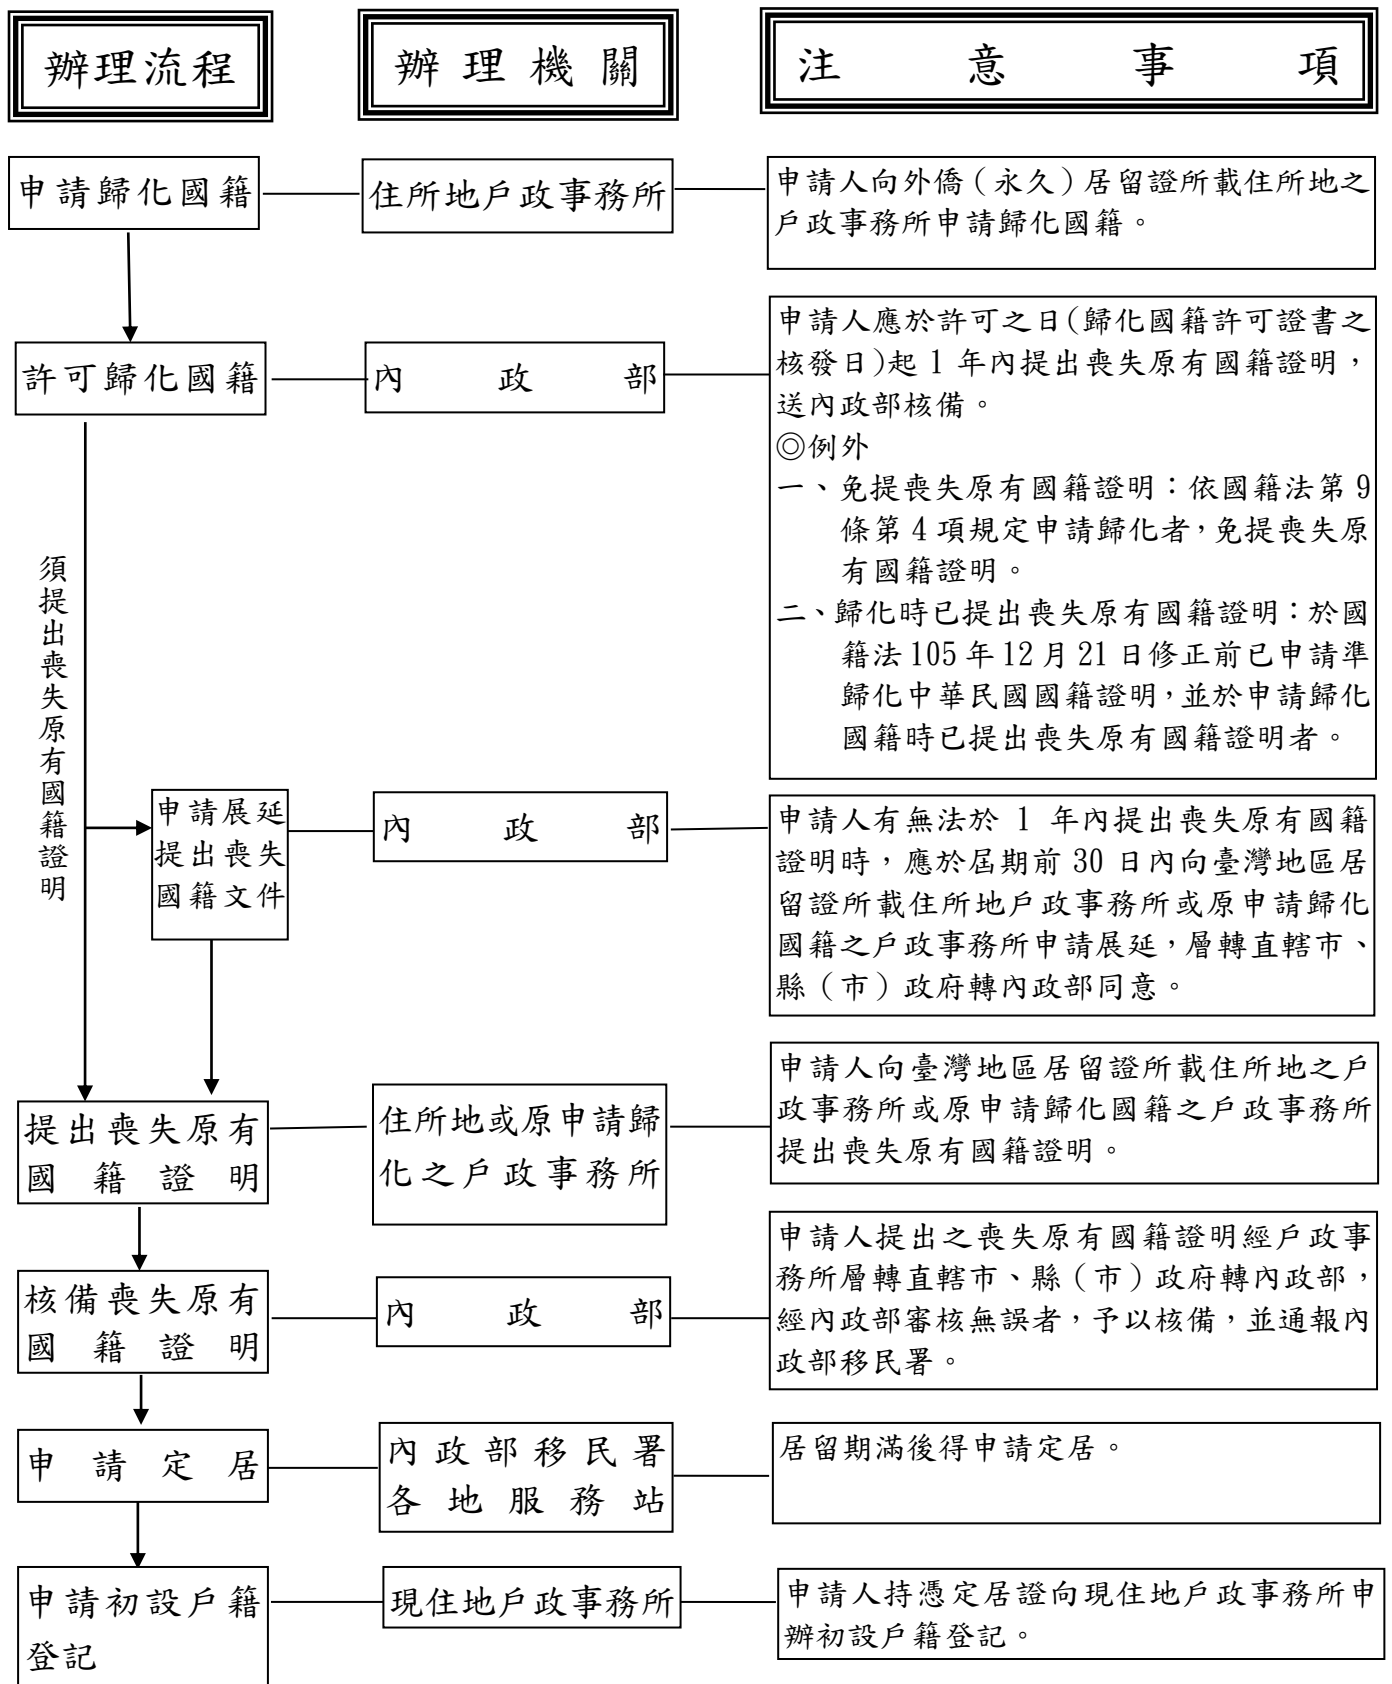 辦理流程
辦理機關
注意事項
申請歸化國籍
住所地戶政事務所
申請人向外僑（永久）居留證所載住所地之
戶政事務所申請歸化國籍。
許可歸化國籍
內政部
申請人應於許可之日(歸化國籍許可證書之
核發日)起 1 年內提出喪失原有國籍證明，
送內政部核備。
◎例外
一、免提喪失原有國籍證明：依國籍法第 9
條第 4 項規定申請歸化者，免提喪失原
有國籍證明。
二、歸化時已提出喪失原有國籍證明：於國
籍法 105 年 12 月 21 日修正前已申請準
歸化中華民國國籍證明，並於申請歸化
國籍時已提出喪失原有國籍證明者。
須提出喪失原有國籍證明
申請展延
提出喪失
國籍文件
內政部
申請人有無法於 1 年內提出喪失原有國籍
證明時，應於屆期前 30 日內向臺灣地區居
留證所載住所地戶政事務所或原申請歸化
國籍之戶政事務所申請展延，層轉直轄市、
縣（市）政府轉內政部同意。
提出喪失原有
國籍證明
住所地或原申請歸
化之戶政事務所
申請人向臺灣地區居留證所載住所地之戶
政事務所或原申請歸化國籍之戶政事務所
提出喪失原有國籍證明。
核備喪失原有
國籍證明
內政部
申請人提出之喪失原有國籍證明經戶政事
務所層轉直轄市、縣（市）政府轉內政部，
經內政部審核無誤者，予以核備，並通報內
政部移民署。
申請定居
內政部移民署
各地服務站
居留期滿後得申請定居。
申請初設戶籍
登記
現住地戶政事務所
申請人持憑定居證向現住地戶政事務所申
辦初設戶籍登記。